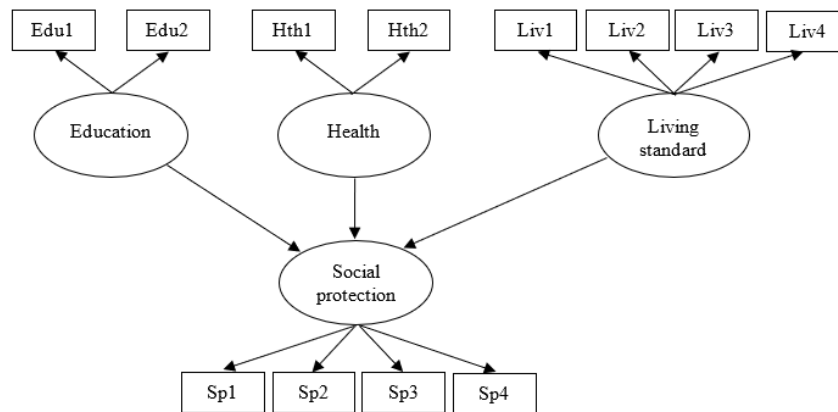 Edu1
Edu2
Hth1
Hth2
Liv1
Liv2
Liv3
Liv4
Education
Health
Living
standard
Social
protection
Sp1
Sp2
Sp3
Sp4